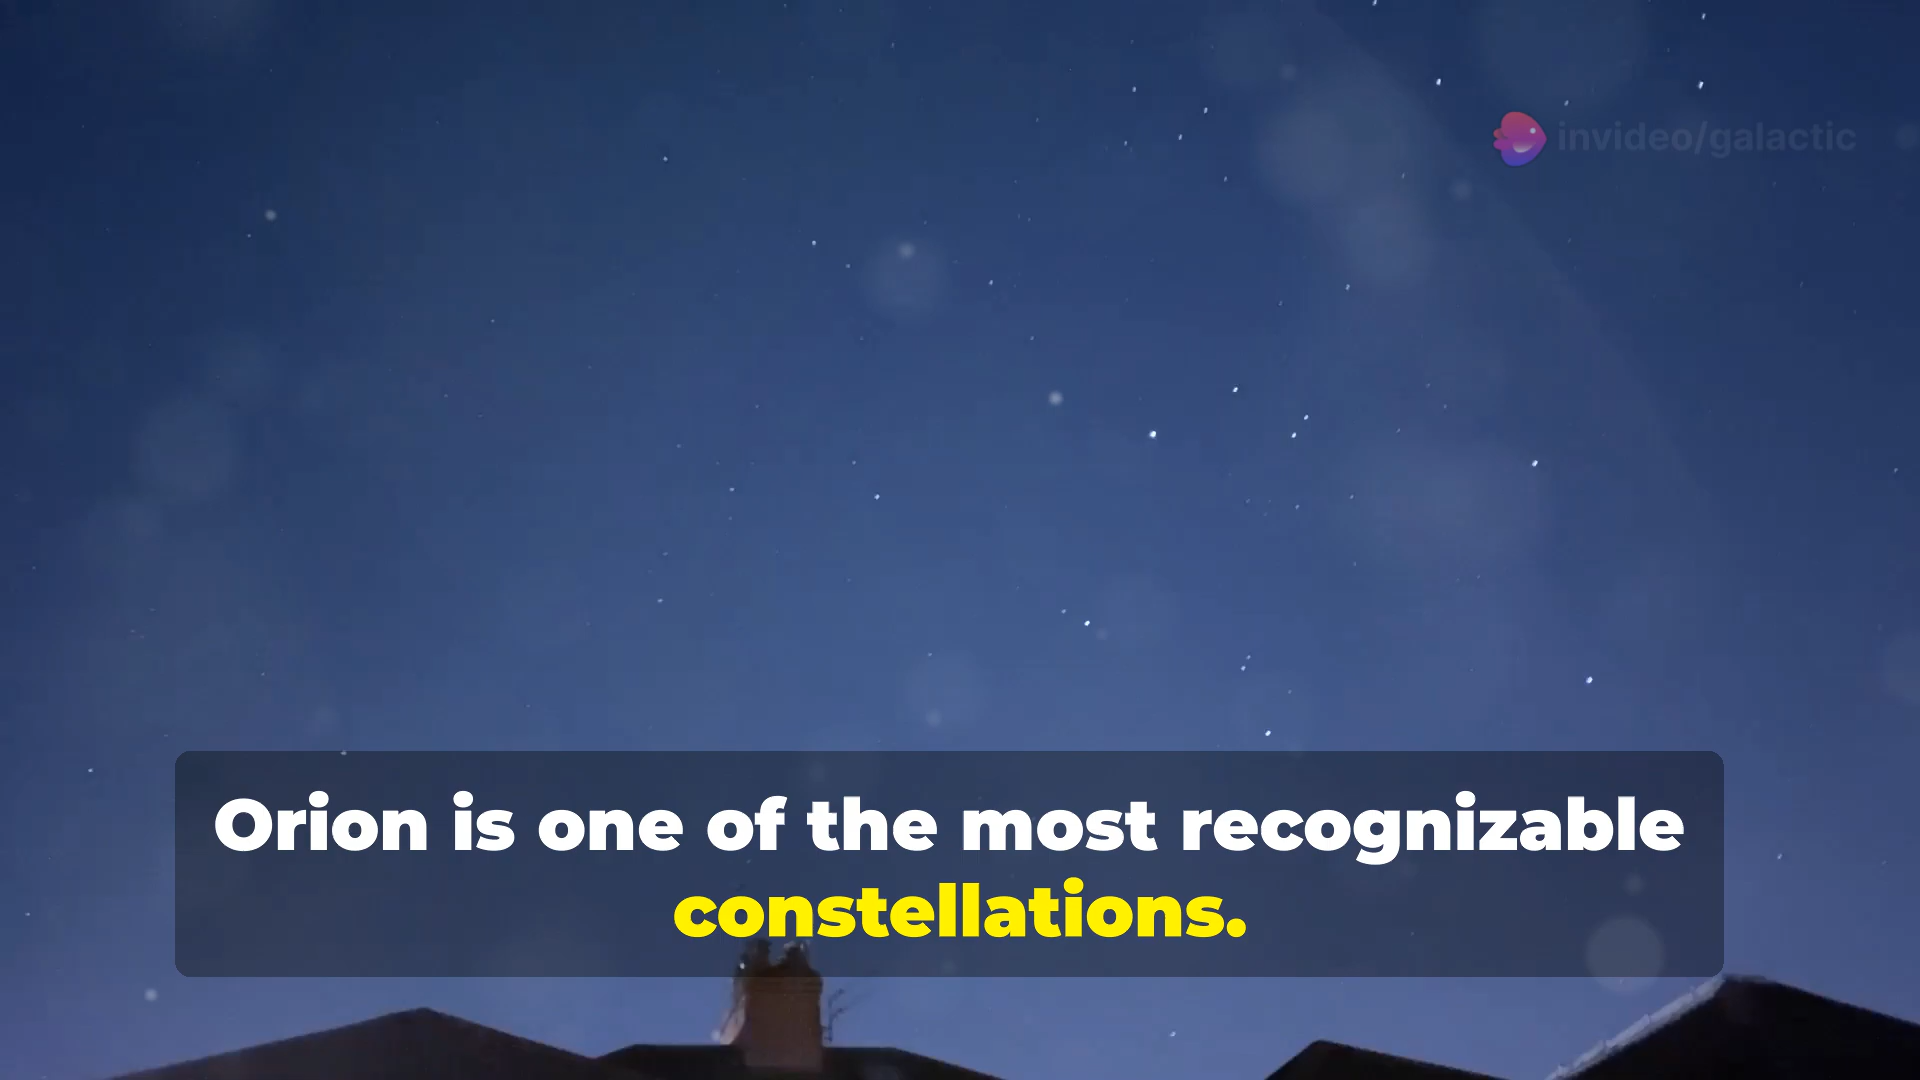 invideo/galactic
Orion is one of the most recognizable
constellations.